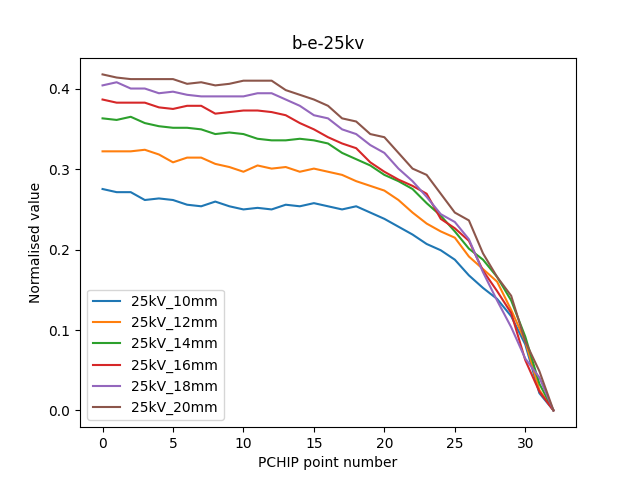 b-e-25kv
Normalised value
0.4
0.3
0.2
0.1
0.0
25kV_10mm
25kV_12mm
25kV_14mm
25kV_16mm
25kV_18mm
25kV_20mm
0 5 10 15 20 25 30
PCHIP point number